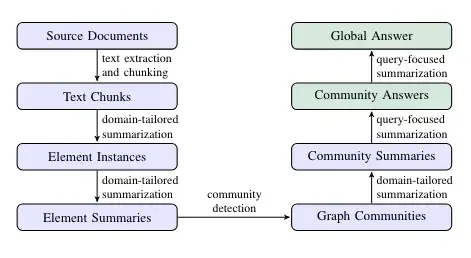 Source Documents
text extraction
and chunking
Text Chunks
domain-tailored
summarization
Element Instances
domain-tailored
summarization
Element Summaries
community
detection
Graph Communities
domain-tailored
summarization
Community Summaries
query-focused
summarization
Community Answers
query-focused
summarization
Global Answer